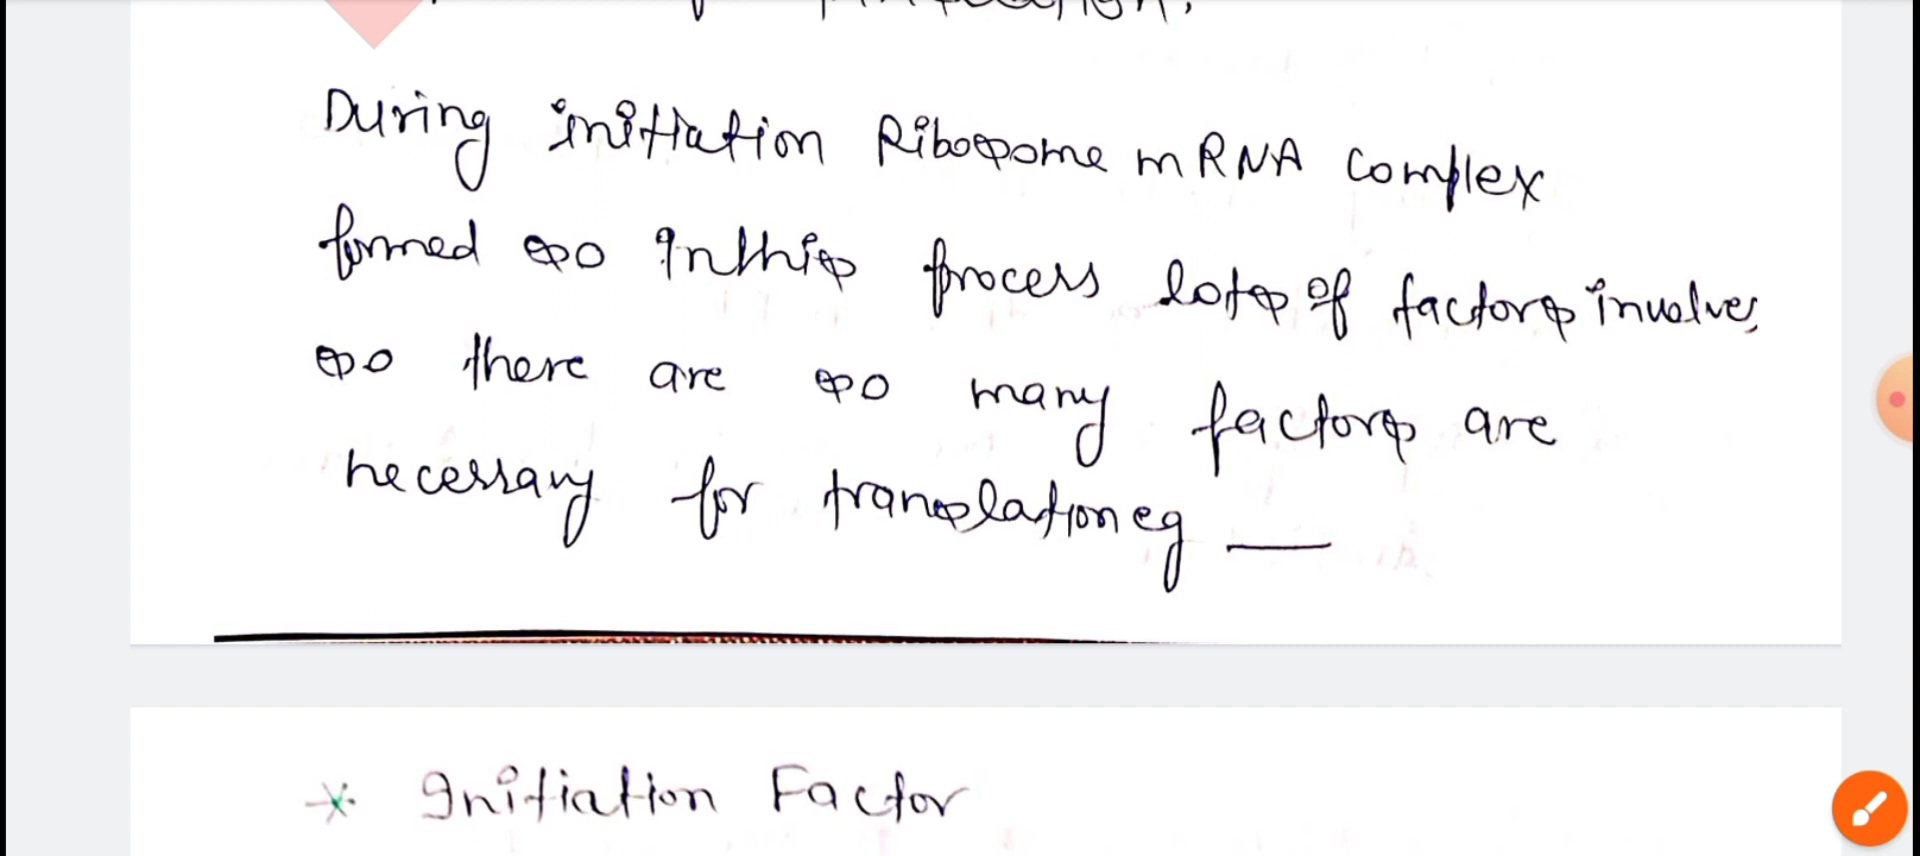 During initiation Ribosome mRNA complex
formed so In this process lots of factors involves
so there are so many factors are
necessary for translation eg —
* Initiation Factor